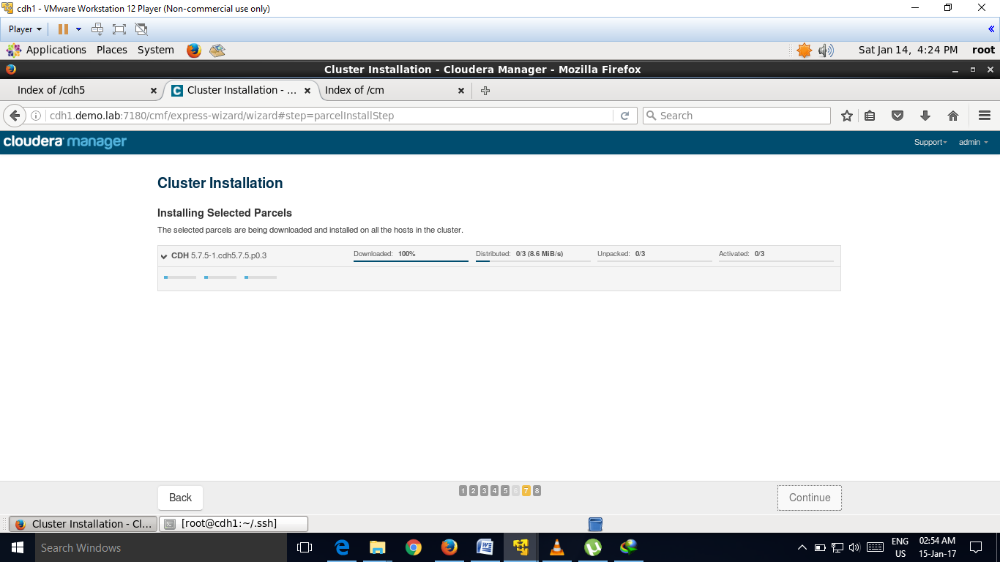 cdh1 - VMware Workstation 12 Player (Non-commercial use only)
Player
Applications Places System Sat Jan 14, 4:24 PM root
Cluster Installation - Cloudera Manager - Mozilla Firefox
Index of /cdh5 Cluster Installation - ... Index of /cm
cdh1.demo.lab:7180/cmf/express-wizard/wizard#step=parcelInstallStep Search
cloudera manager Support admin
Cluster Installation
Installing Selected Parcels
The selected parcels are being downloaded and installed on all the hosts in the cluster.
CDH 5.7.5-1.cdh5.7.5.p0.3 Downloaded: 100% Distributed: 0/3 (8.6 MiB/s) Unpacked: 0/3 Activated: 0/3
Back 1 2 3 4 5 6 7 8 Continue
Cluster Installation - Cl... [root@cdh1:~/.ssh]
Search Windows ENG 02:54 AM
US 15-Jan-17